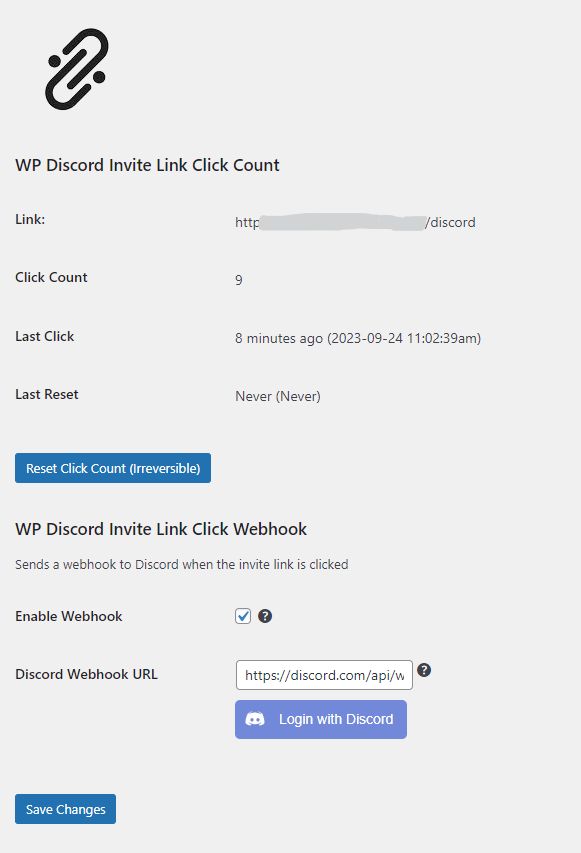 WP Discord Invite Link Click Count
Link: http /discord
Click Count 9
Last Click 8 minutes ago (2023-09-24 11:02:39am)
Last Reset Never (Never)
Reset Click Count (Irreversible)
WP Discord Invite Link Click Webhook
Sends a webhook to Discord when the invite link is clicked
Enable Webhook ?
Discord Webhook URL https://discord.com/api/w ?
Login with Discord
Save Changes